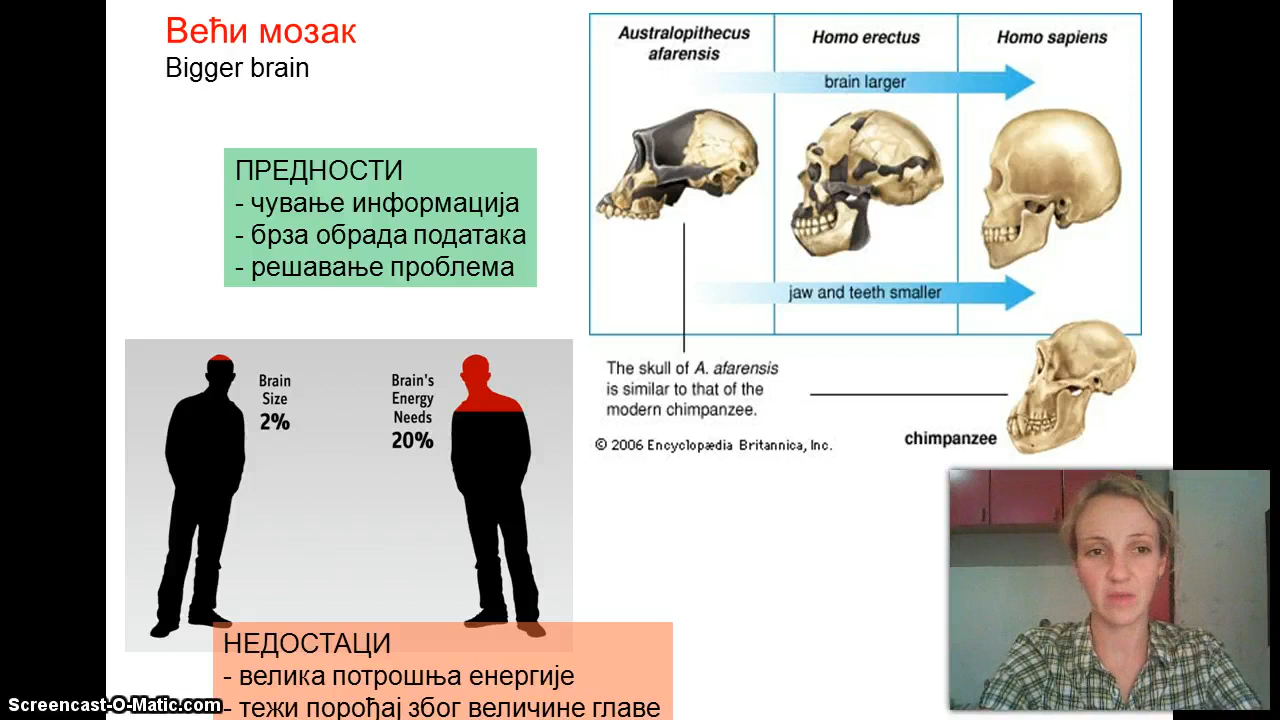 Већи мозак
Bigger brain
ПРЕДНОСТИ
- чување информација
- брза обрада података
- решавање проблема
Australopithecus
afarensis
Homo erectus
Homo sapiens
brain larger
jaw and teeth smaller
The skull of A. afarensis
is similar to that of the
modern chimpanzee.
chimpanzee
© 2006 Encyclopædia Britannica, Inc.
Brain
Size
2%
Brain's
Energy
Needs
20%
НЕДОСТАЦИ
- велика потрошња енергије
- тежи порођај због величине главе
Screencast-O-Matic.com